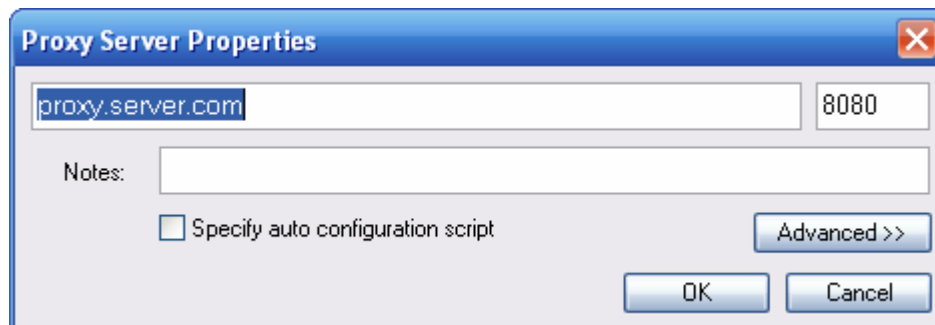 Proxy Server Properties
proxy.server.com 8080
Notes:
Specify auto configuration script
Advanced >>
OK Cancel